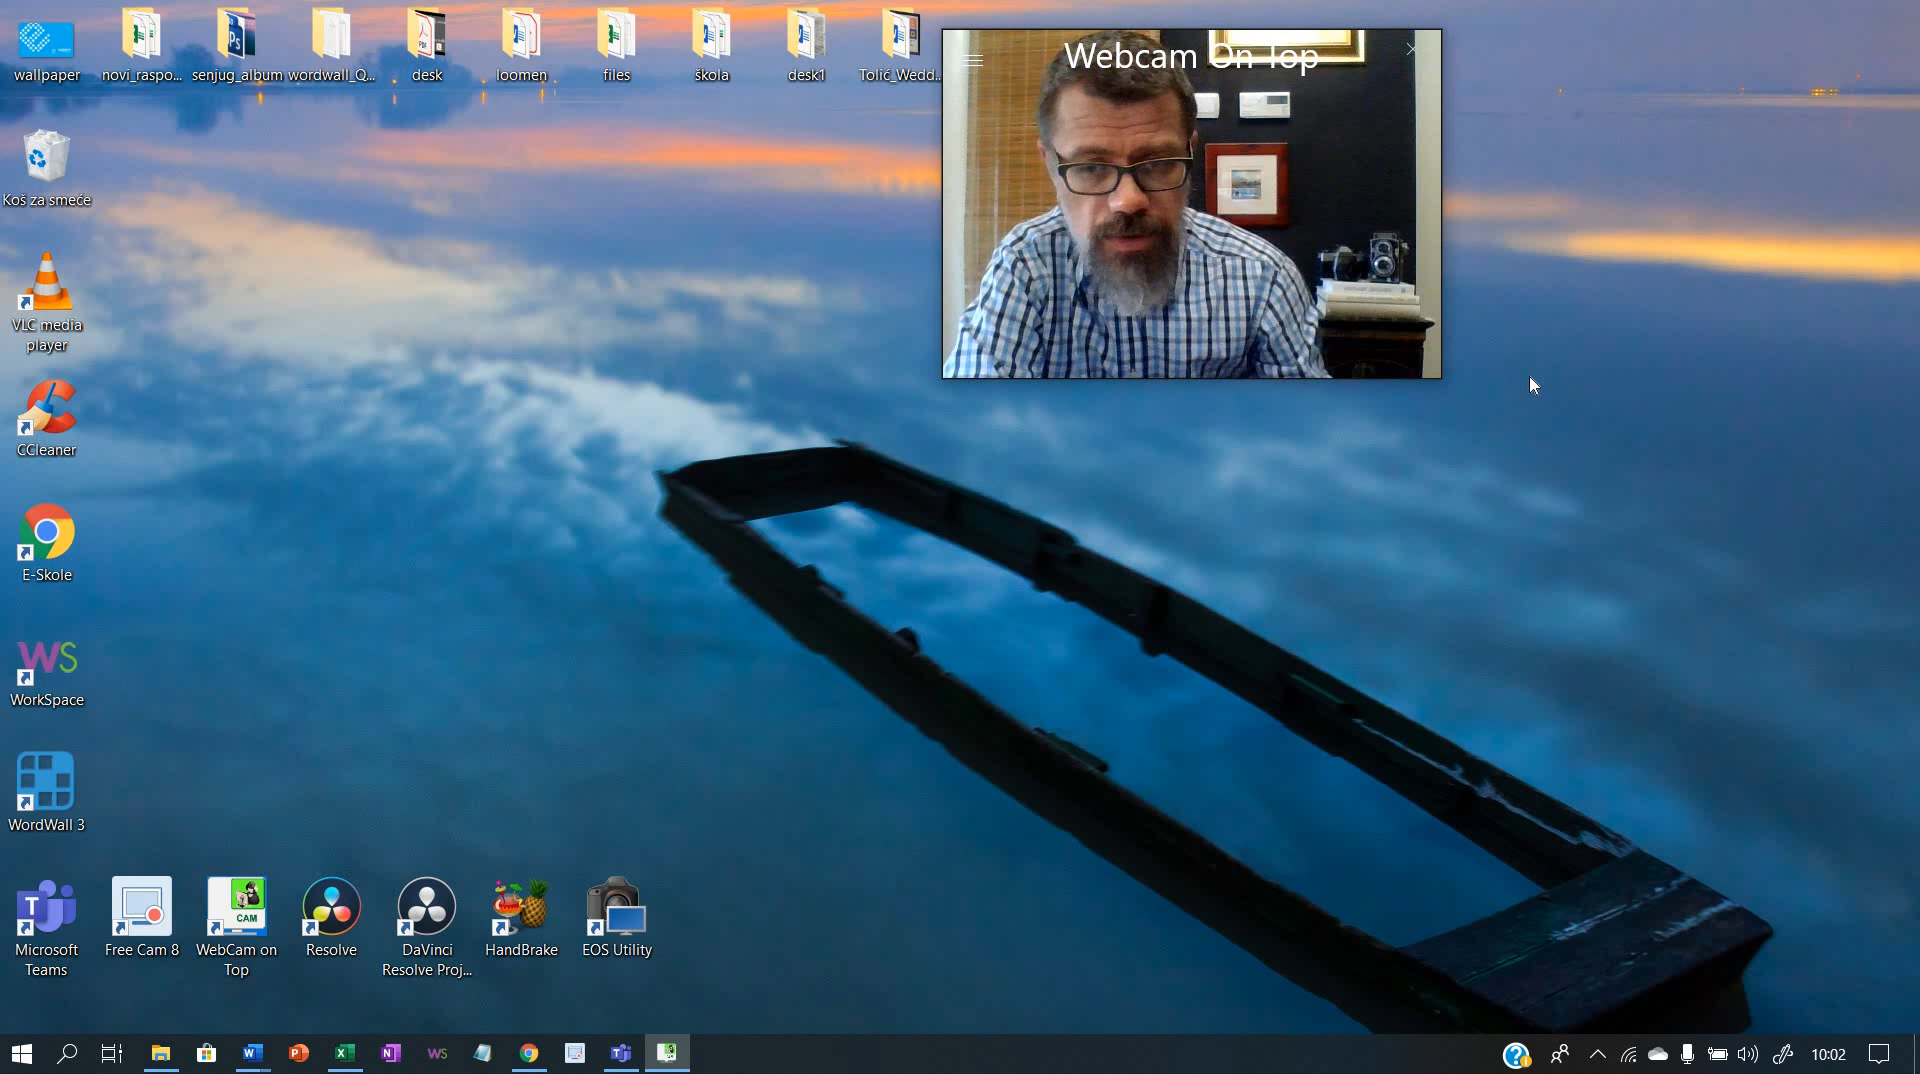 wallpaper
novi_raspo...
senjug_album
wordwall_Q...
desk
loomen
files
škola
desk1
Tolić_Wedd...
Webcam On Top
Koš za smeće
VLC media
player
CCleaner
E-Skole
WS
WorkSpace
WordWall 3
Microsoft
Teams
Free Cam 8
CAM
WebCam on
Top
Resolve
DaVinci
Resolve Proj...
HandBrake
EOS Utility
10:02